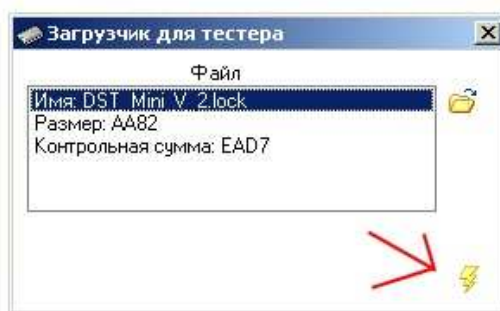 Загрузчик для тестера
Файл
Имя: DST_Mini_V_2.lock
Размер: AA82
Контрольная сумма: EAD7